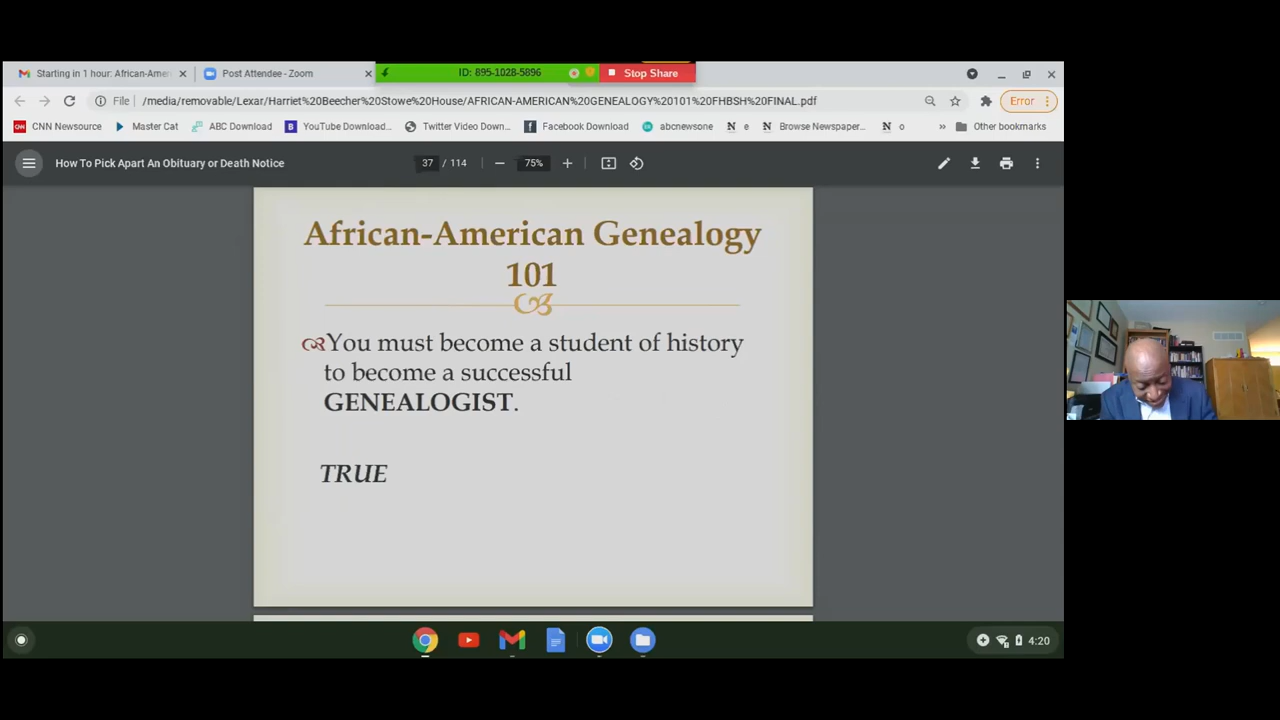 Starting in 1 hour: African-Amer
Post Attendee - Zoom
ID: 895-1028-5896
Stop Share
File
/media/removable/Lexar/Harriet%20Beecher%20Stowe%20House/AFRICAN-AMERICAN%20GENEALOGY%20101%20FHBSH%20FINAL.pdf
Error
CNN Newsource
Master Cat
ABC Download
YouTube Download...
Twitter Video Down...
Facebook Download
abcnewsone
N e
N Browse Newspaper...
N o
»
Other bookmarks
How To Pick Apart An Obituary or Death Notice
37 / 114
75%
African-American Genealogy
101
You must become a student of history
to become a successful
GENEALOGIST.
TRUE
4:20